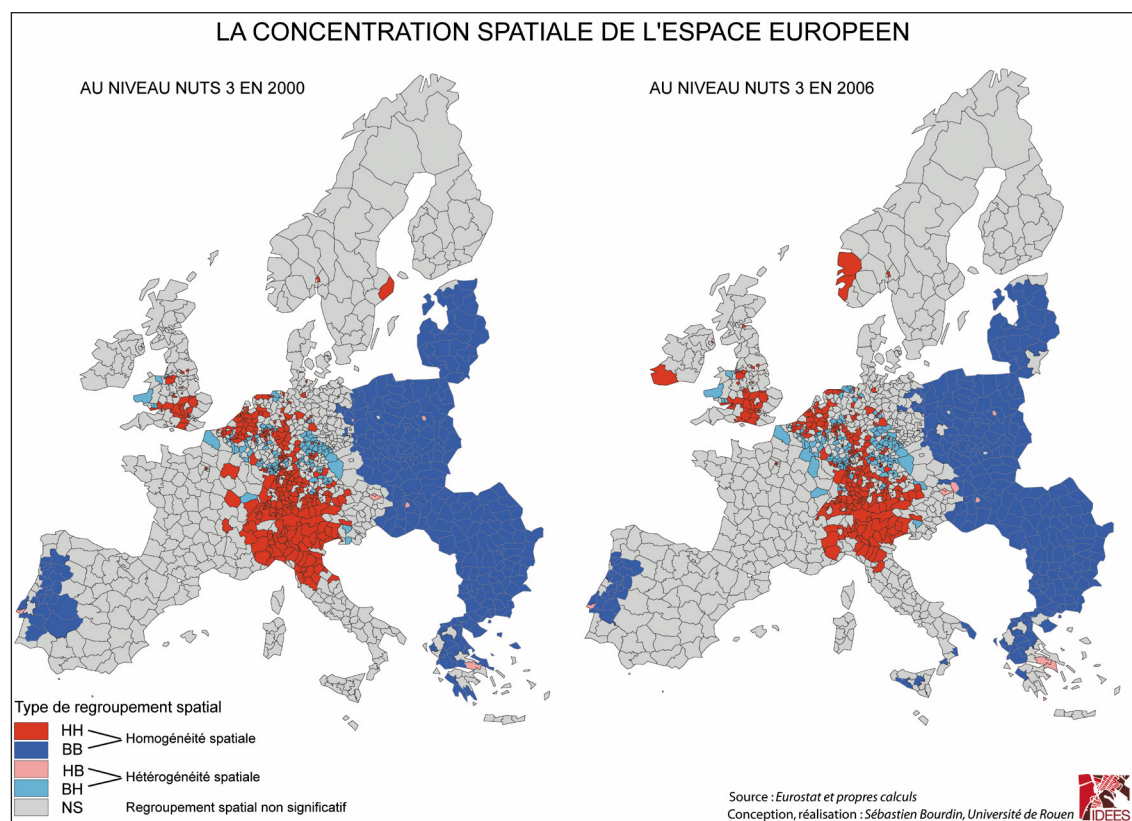 LA CONCENTRATION SPATIALE DE L'ESPACE EUROPEEN
AU NIVEAU NUTS 3 EN 2000
AU NIVEAU NUTS 3 EN 2006
Type de regroupement spatial
HH
BB
Homogénéité spatiale
HB
BH
Hétérogénéité spatiale
NS Regroupement spatial non significatif
Source : Eurostat et propres calculs
Conception, réalisation : Sébastien Bourdin, Université de Rouen
IDEES